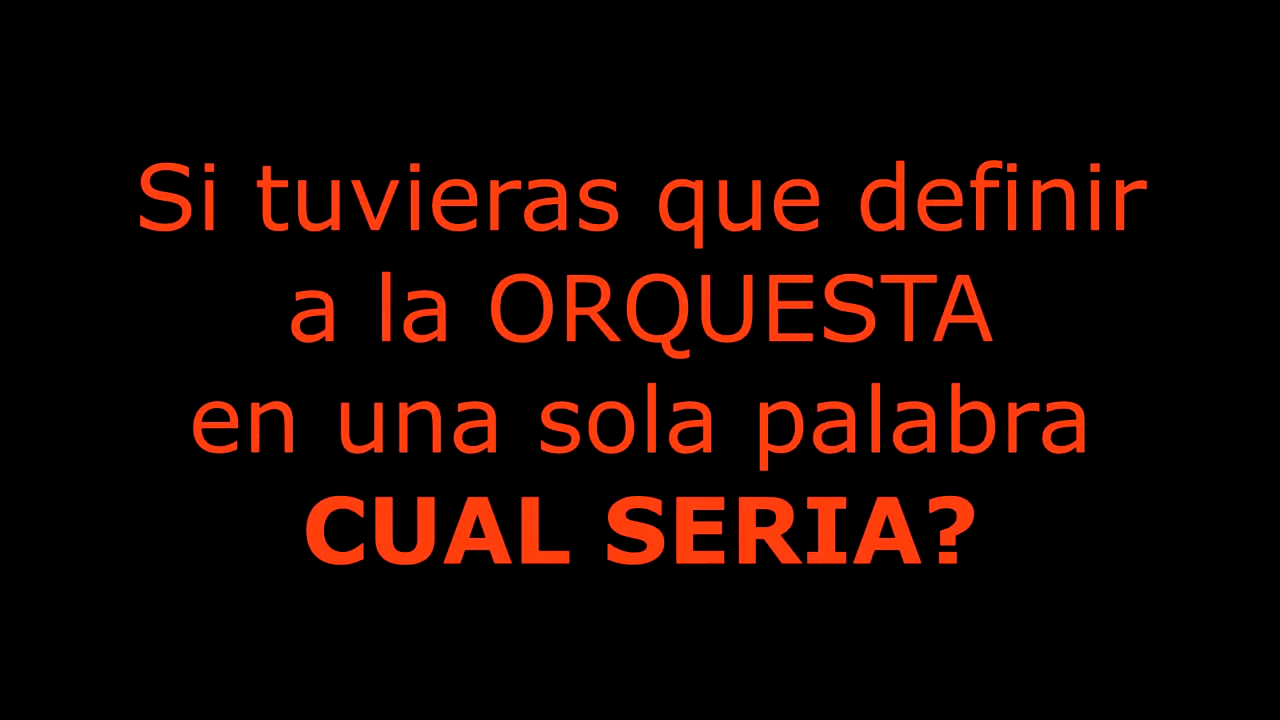 Si tuvieras que definir
a la ORQUESTA
en una sola palabra
CUAL SERIA?